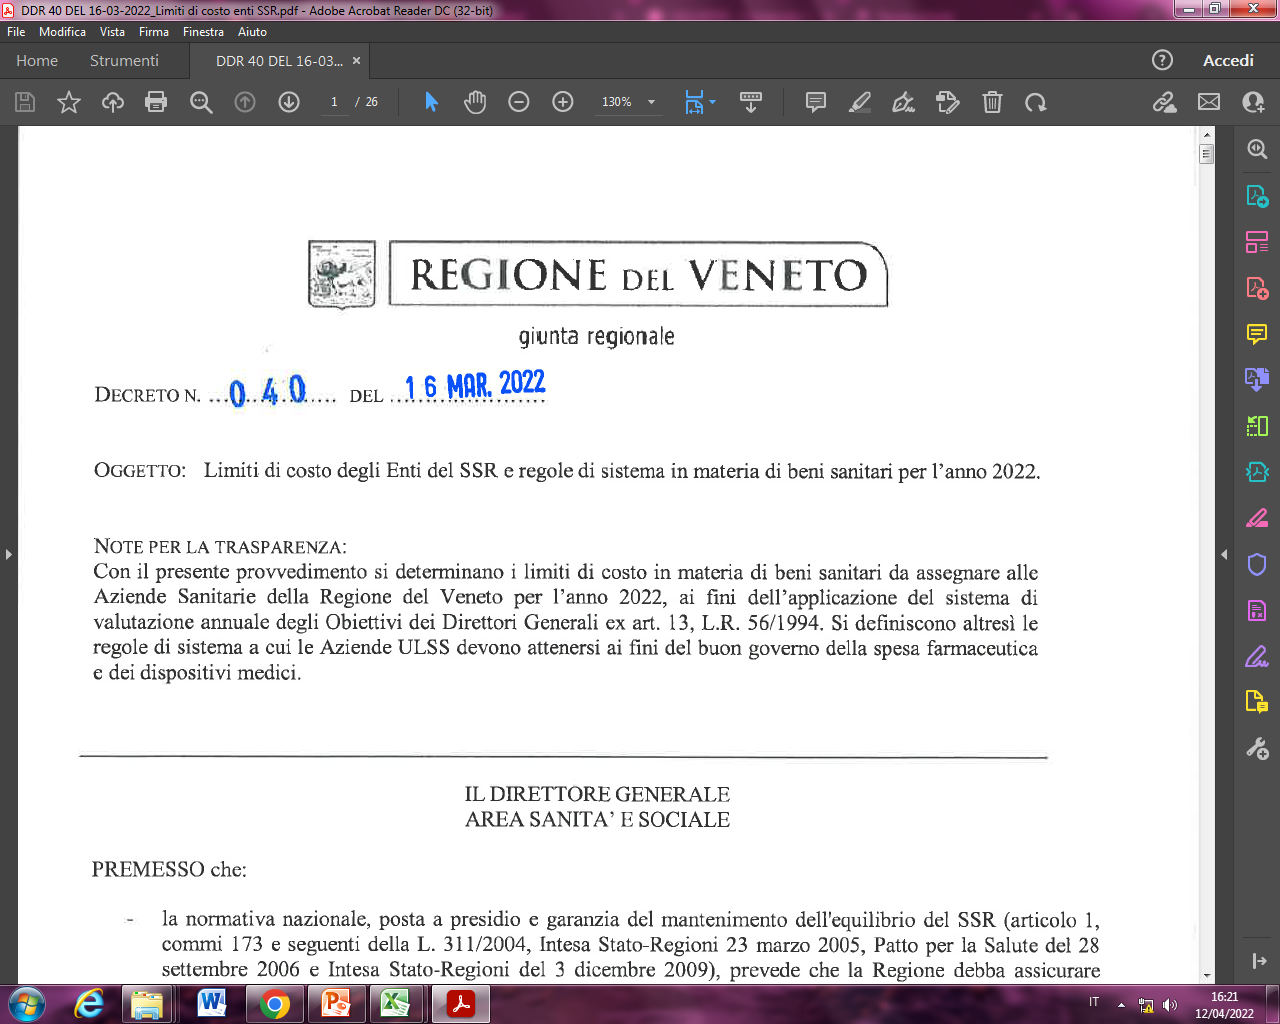 DDR 40 DEL 16-03-2022_Limiti di costo enti SSR.pdf - Adobe Acrobat Reader DC (32-bit)
File Modifica Vista Firma Finestra Aiuto
Home Strumenti DDR 40 DEL 16-03... × Accedi
1 / 26 130%
REGIONE DEL VENETO
giunta regionale
DECRETO N. ...040..... DEL ...16 MAR. 2022
OGGETTO: Limiti di costo degli Enti del SSR e regole di sistema in materia di beni sanitari per l'anno 2022.
NOTE PER LA TRASPARENZA:
Con il presente provvedimento si determinano i limiti di costo in materia di beni sanitari da assegnare alle
Aziende Sanitarie della Regione del Veneto per l'anno 2022, ai fini dell'applicazione del sistema di
valutazione annuale degli Obiettivi dei Direttori Generali ex art. 13, L.R. 56/1994. Si definiscono altresì le
regole di sistema a cui le Aziende ULSS devono attenersi ai fini del buon governo della spesa farmaceutica
e dei dispositivi medici.
IL DIRETTORE GENERALE
AREA SANITA' E SOCIALE
PREMESSO che:
- la normativa nazionale, posta a presidio e garanzia del mantenimento dell'equilibrio del SSR (articolo 1,
commi 173 e seguenti della L. 311/2004, Intesa Stato-Regioni 23 marzo 2005, Patto per la Salute del 28
settembre 2006 e Intesa Stato-Regioni del 3 dicembre 2009), prevede che la Regione debba assicurare
IT 16:21
12/04/2022